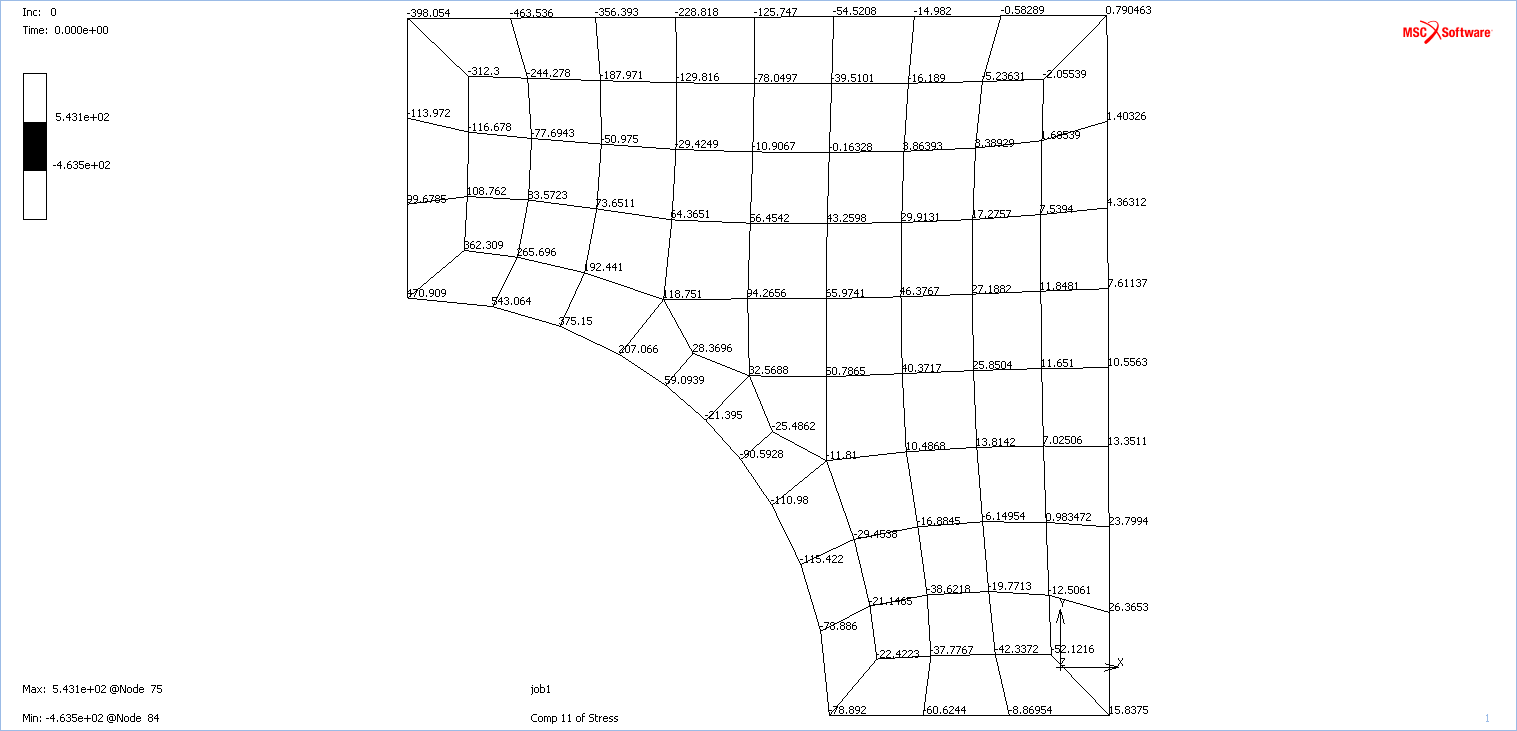 Inc: 0
Time: 0.000e+00
MSC Software
5.431e+02
-4.635e+02
-398.054 -463.536 -356.393 -228.818 -125.747 -54.5208 -14.982 -0.58289 0.790463
-312.3 -244.278 -187.971 -129.816 -78.0497 -39.5101 -16.189 -5.23631 -2.05539
-113.972 -116.678 -77.6943 -50.975 -29.4249 -10.9067 -0.16328 3.86393 3.38929 1.68539 1.40326
99.6785 108.762 83.5723 73.6511 64.3651 56.4542 43.2598 29.9131 17.2757 7.5394 4.36312
362.309 265.696 192.441
470.909 543.064 375.15 207.066 118.751 94.2656 65.9741 46.3767 27.1882 11.8481 7.61137
28.3696
59.0939 32.5688 50.7865 40.3717 25.8504 11.651 10.5563
-21.395
-25.4862
-90.5928 -11.81 10.4868 13.8142 7.02506 13.3511
-110.98
-29.4538 -16.8845 -6.14954 0.983472 23.7994
-115.422
-21.1465 -38.6218 -19.7713 -12.5061 26.3653
-78.886
Y
-22.4223 -37.7767 -42.3372 -52.1216
Z X
-78.892 -60.6244 -8.86954 15.8375
Max: 5.431e+02 @Node 75
job1
Min: -4.635e+02 @Node 84
Comp 11 of Stress
1